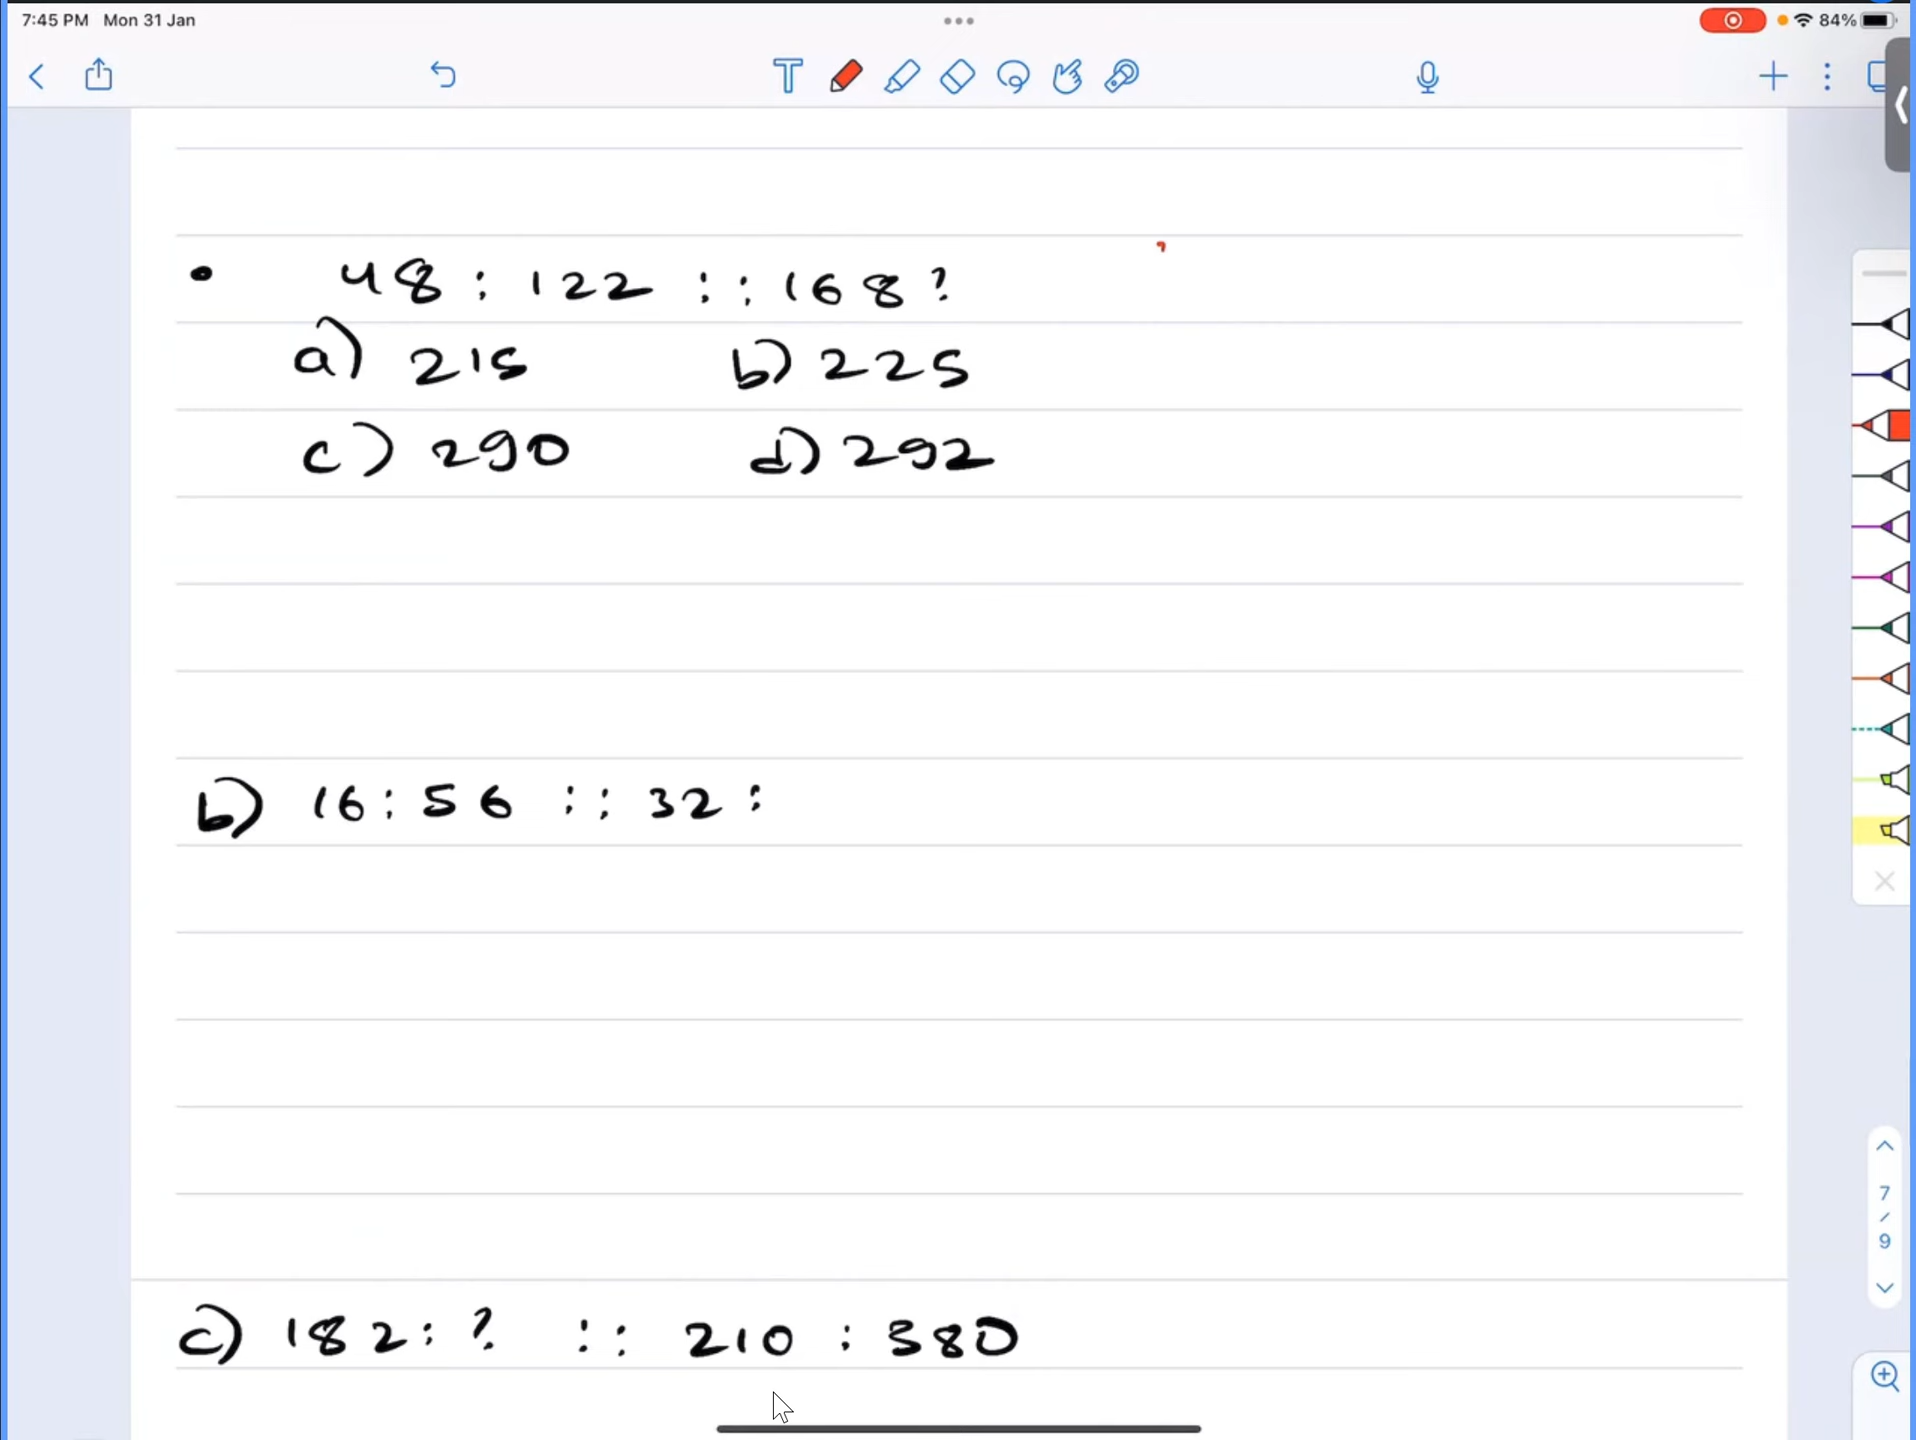 7:45 PM Mon 31 Jan
84%
• 48 : 122 :: 168 ?
a) 215 b) 225
c) 290 d) 292
b) 16 : 56 :: 32 :
7
/
9
c) 182 : ? :: 210 : 380